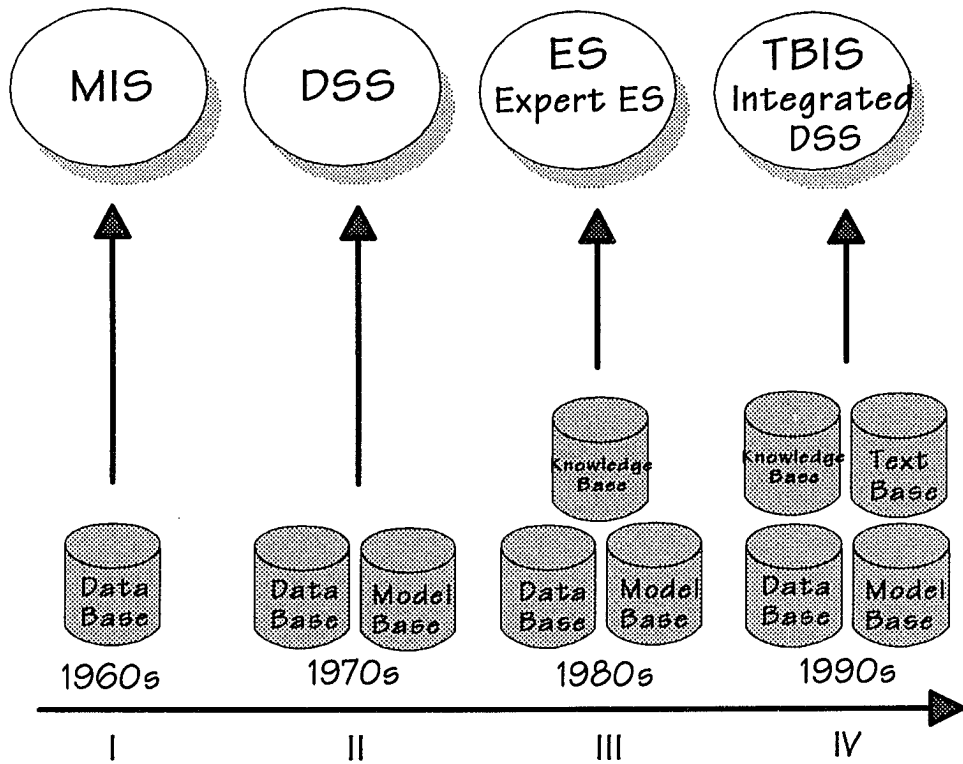 MIS
DSS
ES
Expert ES
TBIS
Integrated
DSS
Knowledge
Base
Knowledge
Base
Text
Base
Data
Base
Data
Base
Model
Base
Data
Base
Model
Base
Data
Base
Model
Base
1960s
1970s
1980s
1990s
I
II
III
IV